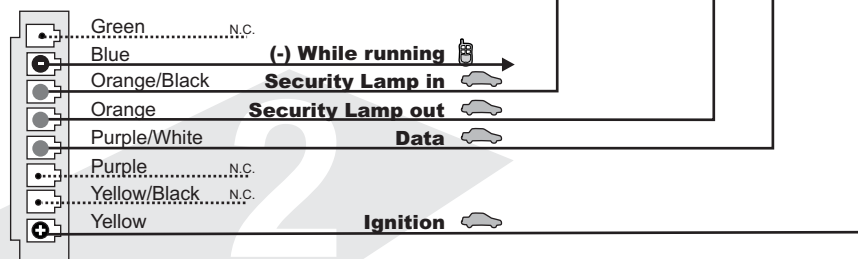 Green N.C.
Blue (-) While running
Orange/Black Security Lamp in
Orange Security Lamp out
Purple/White Data
Purple N.C.
Yellow/Black N.C.
Yellow Ignition
2